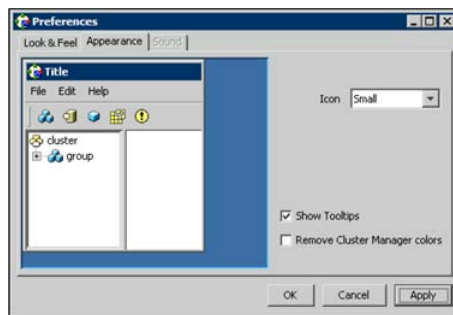 Preferences
Look & Feel Appearance Sound
Title
File Edit Help
cluster
group
Icon Small
Show Tooltips
Remove Cluster Manager colors
OK Cancel Apply